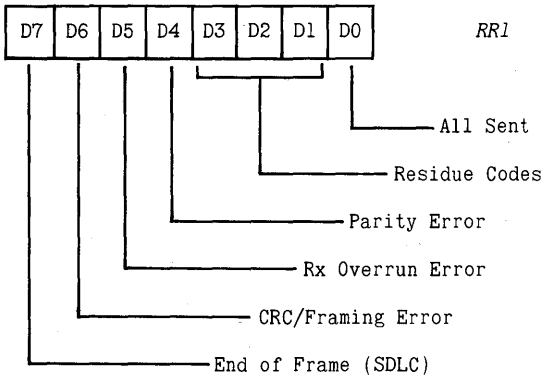 D7 D6 D5 D4 D3 D2 D1 D0 RR1
All Sent
Residue Codes
Parity Error
Rx Overrun Error
CRC/Framing Error
End of Frame (SDLC)